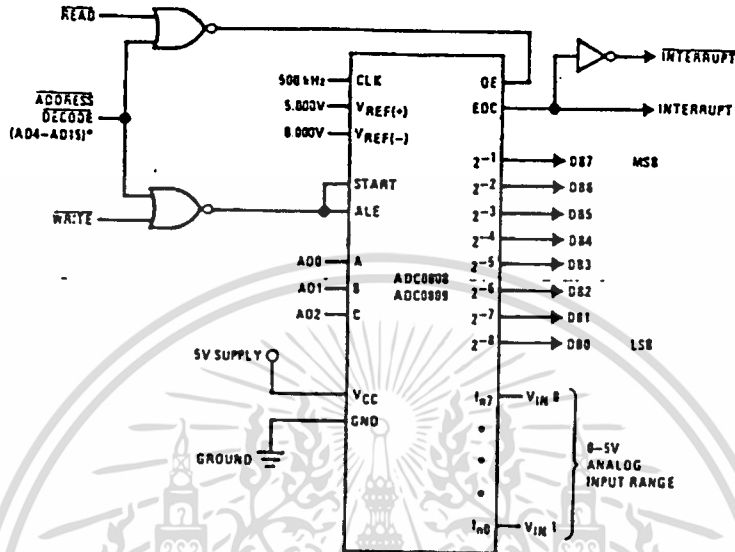 READ
ADDRESS
DECODE
(AD4–AD15)*
WRITE
500 kHz
5.000V
0.000V
CLK
VREF(+)
VREF(−)
START
ALE
AD0
AD1
AD2
A
B
C
5V SUPPLY
VCC
GND
GROUND
ADC0808
ADC0809
OE
EOC
INTERRUPT
INTERRUPT
2-1 DB7 MSB
2-2 DB6
2-3 DB5
2-4 DB4
2-5 DB3
2-6 DB2
2-7 DB1
2-8 DB0 LSB
In7 VIN 8
In0 VIN 1
0–5V
ANALOG
INPUT RANGE